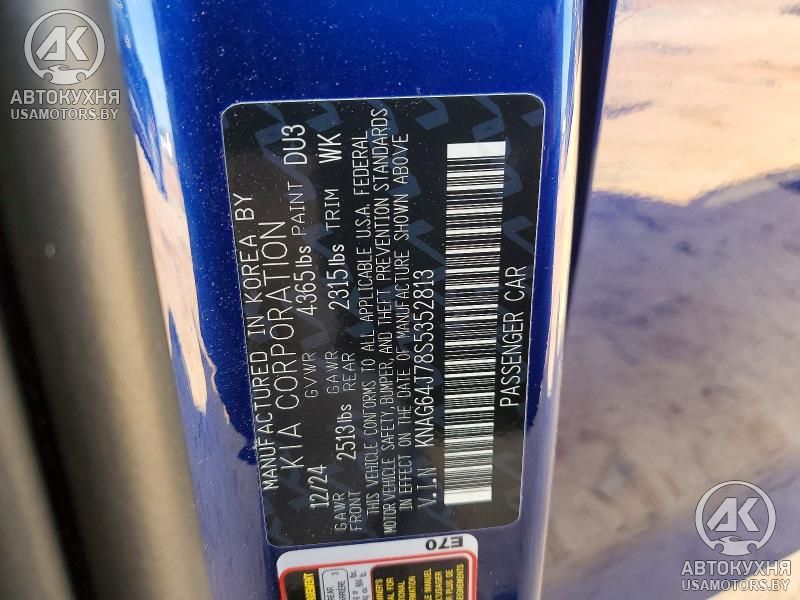 AK
АВТОКУХНЯ
USAMOTORS.BY
MANUFACTURED IN KOREA BY
KIA CORPORATION
12/24 GVWR 4365lbs PAINT DU3
GAWR FRONT 2513lbs GAWR REAR 2315lbs TRIM WK
THIS VEHICLE CONFORMS TO ALL APPLICABLE U.S.A. FEDERAL
MOTOR VEHICLE SAFETY, BUMPER, AND THEFT PREVENTION STANDARDS
IN EFFECT ON THE DATE OF MANUFACTURE SHOWN ABOVE
V.I.N KNAG64J78S5352813
PASSENGER CAR
E70
AK
АВТОКУХНЯ
USAMOTORS.BY